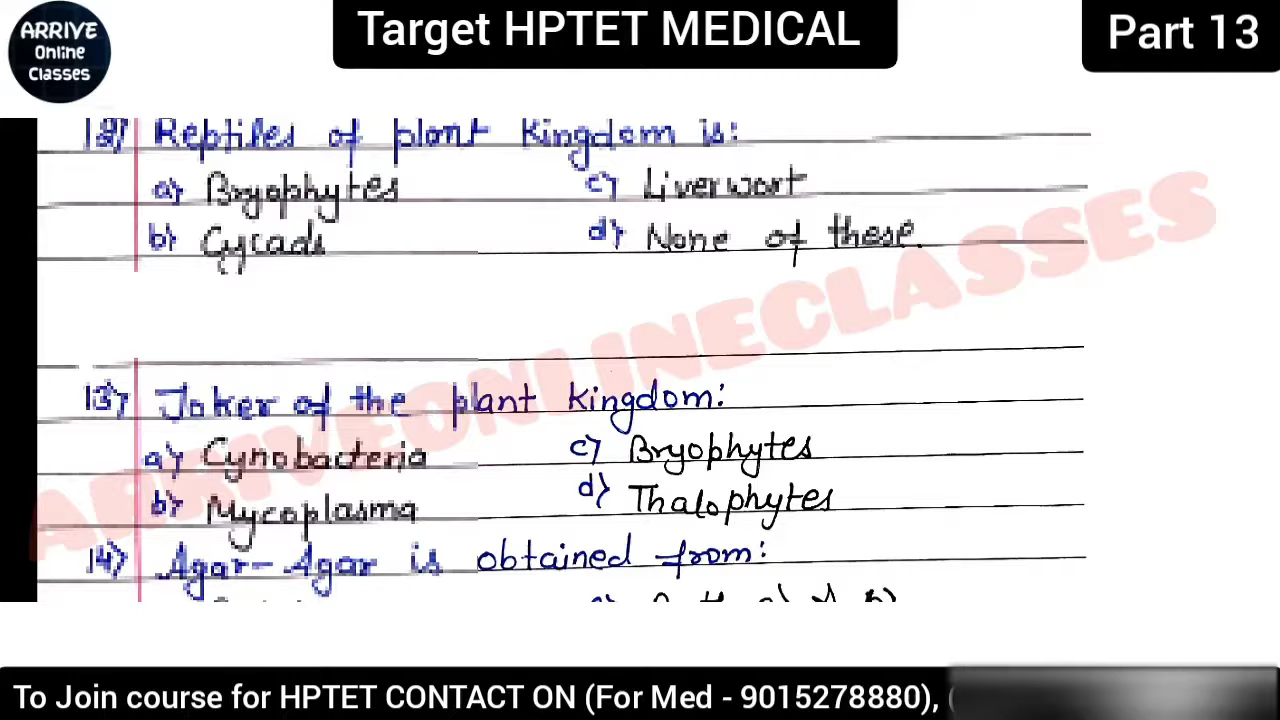 ARRIVE
Online
Classes
Target HPTET MEDICAL
Part 13
12) Reptiles of plant kingdom is:
a) Bryophytes c) Liverwort
b) Cycads d) None of these.
ARRIVEONLINECLASSES
13) Joker of the plant kingdom:
a) Cynobacteria c) Bryophytes
b) Mycoplasma d) Thalophytes
14) Agar-Agar is obtained from:
To Join course for HPTET CONTACT ON (For Med - 9015278880), (